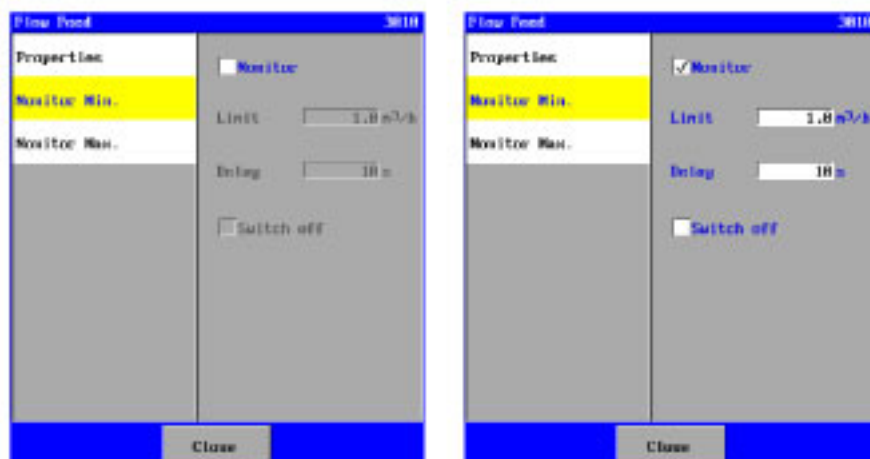 Flow Feed 3010
Properties
Monitor
Monitor Min.
Limit 1.0 m³/h
Monitor Max.
Delay 10 s
Switch off
Close
Flow Feed 3010
Properties
Monitor
Monitor Min.
Limit 1.0 m³/h
Monitor Max.
Delay 10 s
Switch off
Close